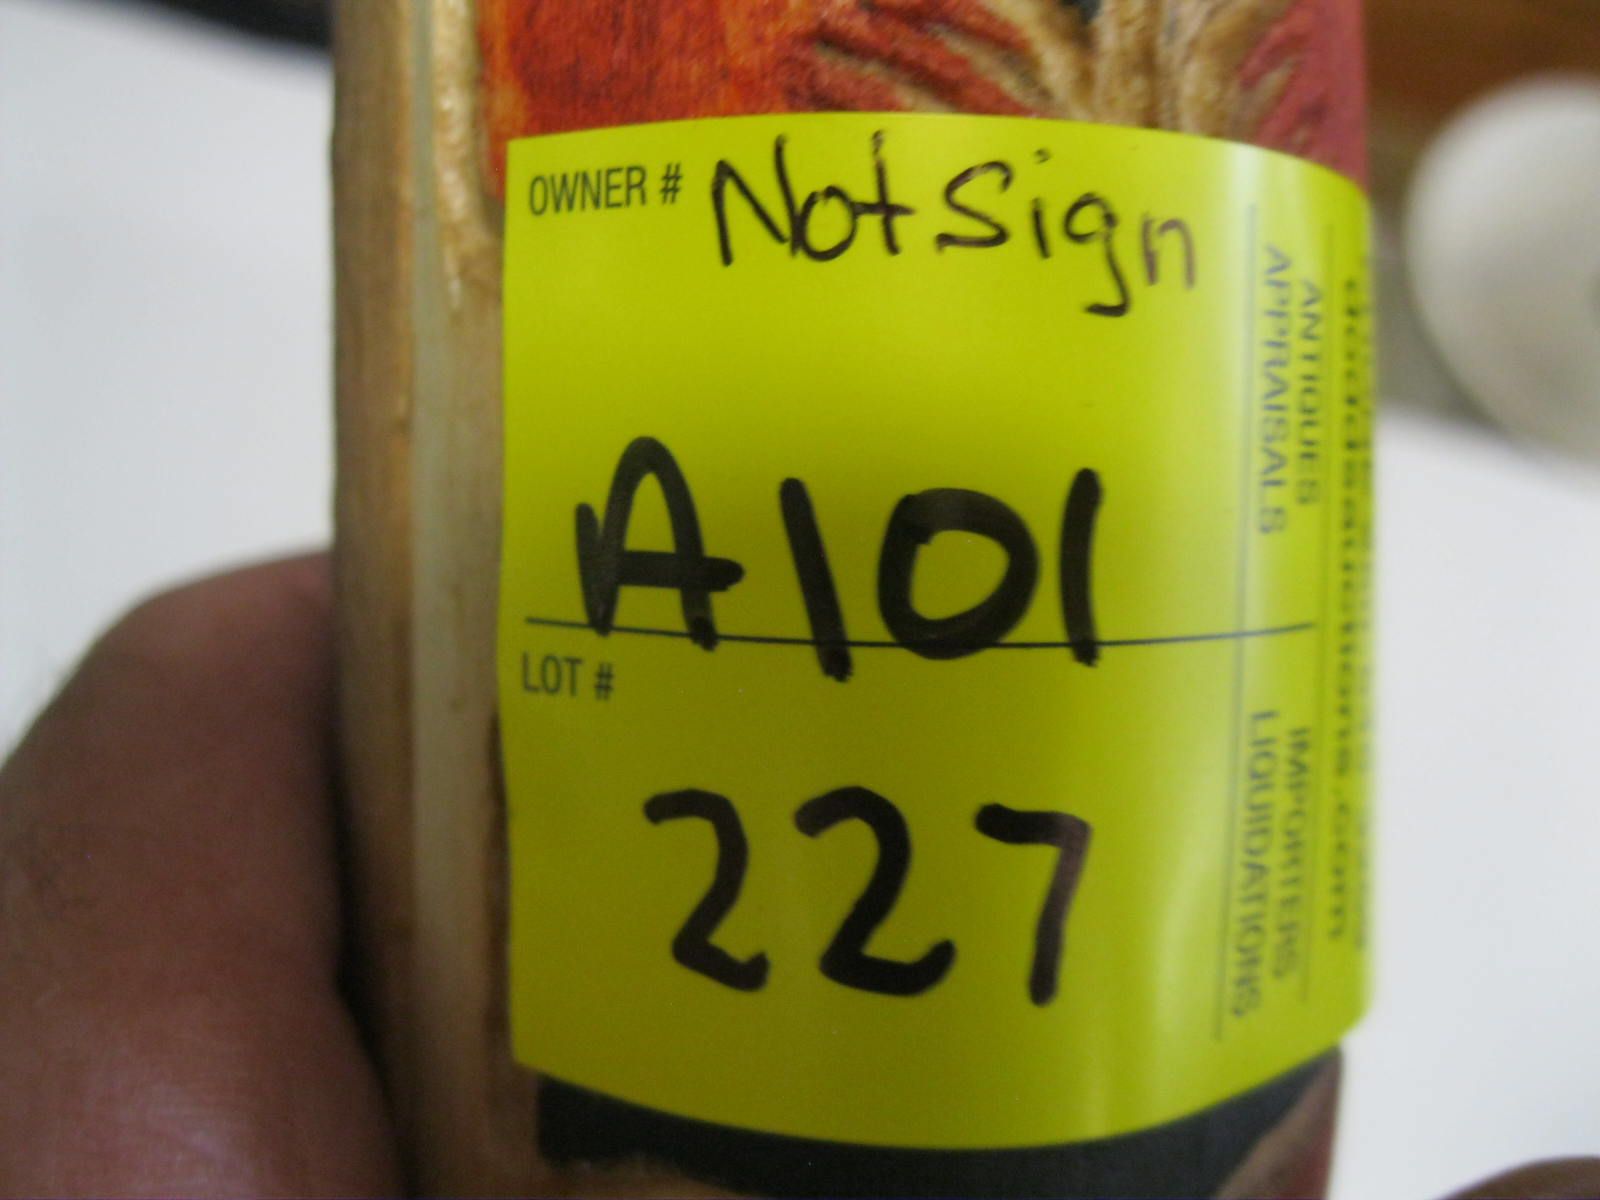 OWNER # Not Sign
A101
LOT #
227
ANTIQUES
APPRAISALS
IMPORTERS
LIQUIDATIONS